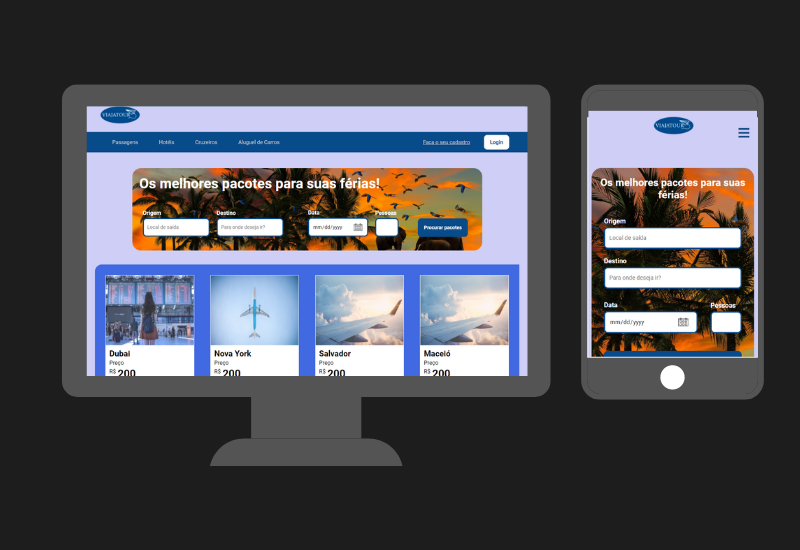 VIAJATOUR
Passagens Hotéis Cruzeiros Aluguel de Carros Faça o seu cadastro Login
Os melhores pacotes para suas férias!
Origem Destino Data Pessoas
Local de saída Para onde deseja ir? mm/dd/yyyy Procurar pacotes
Dubai Nova York Salvador Maceió
Preço Preço Preço Preço
R$ 200 R$ 200 R$ 200 R$ 200
VIAJATOUR
Os melhores pacotes para suas
férias!
Origem
Local de saída
Destino
Para onde deseja ir?
Data Pessoas
mm/dd/yyyy